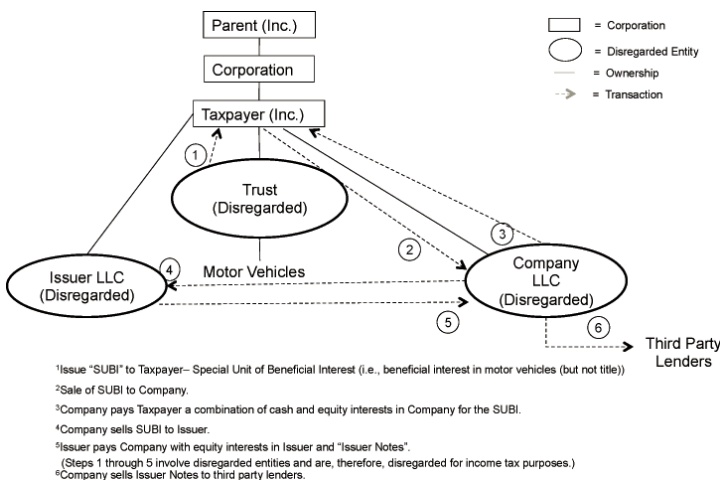 Parent (Inc.)
= Corporation
= Disregarded Entity
Corporation
= Ownership
= Transaction
Taxpayer (Inc.)
1
Trust
(Disregarded)
3
2
Company
LLC
(Disregarded)
Issuer LLC
(Disregarded)
4
Motor Vehicles
5
6
Third Party
Lenders
1Issue “SUBI” to Taxpayer– Special Unit of Beneficial Interest (i.e., beneficial interest in motor vehicles (but not title))
2Sale of SUBI to Company.
3Company pays Taxpayer a combination of cash and equity interests in Company for the SUBI.
4Company sells SUBI to Issuer.
5Issuer pays Company with equity interests in Issuer and “Issuer Notes”.
(Steps 1 through 5 involve disregarded entities and are, therefore, disregarded for income tax purposes.)
6Company sells Issuer Notes to third party lenders.